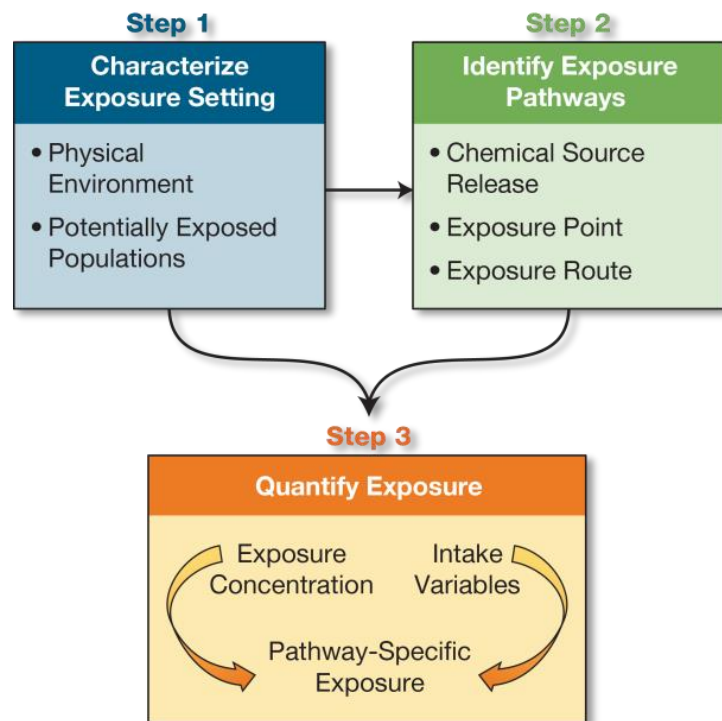 Step 1
Characterize
Exposure Setting
• Physical
Environment
• Potentially Exposed
Populations
Step 2
Identify Exposure
Pathways
• Chemical Source
Release
• Exposure Point
• Exposure Route
Step 3
Quantify Exposure
Exposure
Concentration
Intake
Variables
Pathway-Specific
Exposure